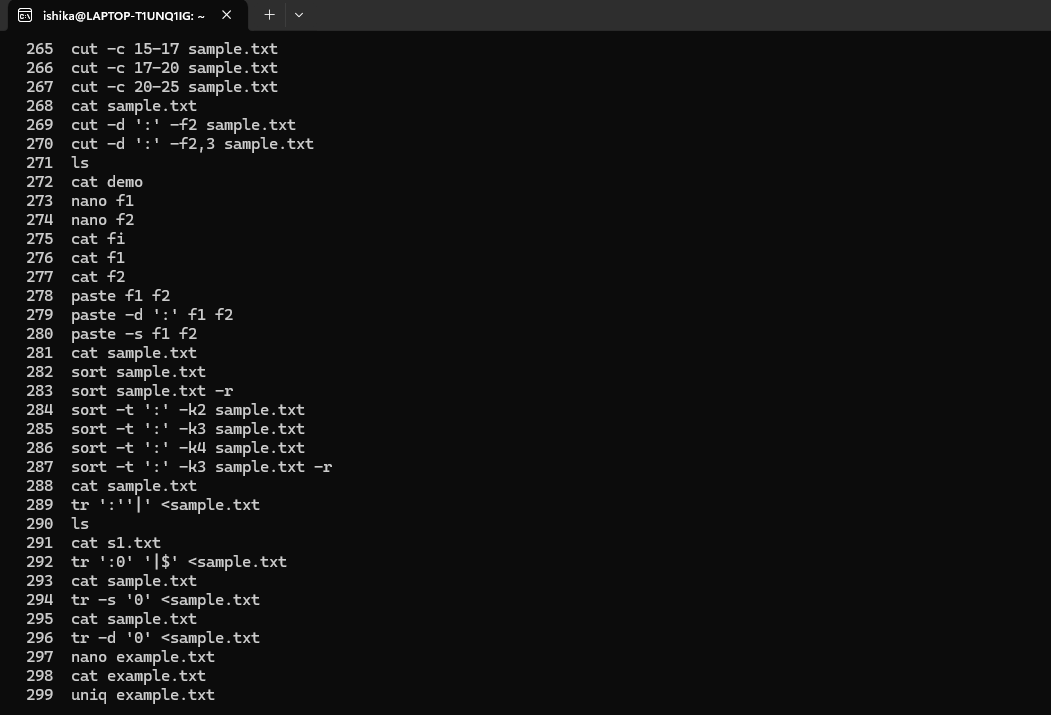 ishika@LAPTOP-T1UNQ1IG: ~
265 cut -c 15-17 sample.txt
266 cut -c 17-20 sample.txt
267 cut -c 20-25 sample.txt
268 cat sample.txt
269 cut -d ':' -f2 sample.txt
270 cut -d ':' -f2,3 sample.txt
271 ls
272 cat demo
273 nano f1
274 nano f2
275 cat fi
276 cat f1
277 cat f2
278 paste f1 f2
279 paste -d ':' f1 f2
280 paste -s f1 f2
281 cat sample.txt
282 sort sample.txt
283 sort sample.txt -r
284 sort -t ':' -k2 sample.txt
285 sort -t ':' -k3 sample.txt
286 sort -t ':' -k4 sample.txt
287 sort -t ':' -k3 sample.txt -r
288 cat sample.txt
289 tr ':''|' <sample.txt
290 ls
291 cat s1.txt
292 tr ':0' '|$' <sample.txt
293 cat sample.txt
294 tr -s '0' <sample.txt
295 cat sample.txt
296 tr -d '0' <sample.txt
297 nano example.txt
298 cat example.txt
299 uniq example.txt